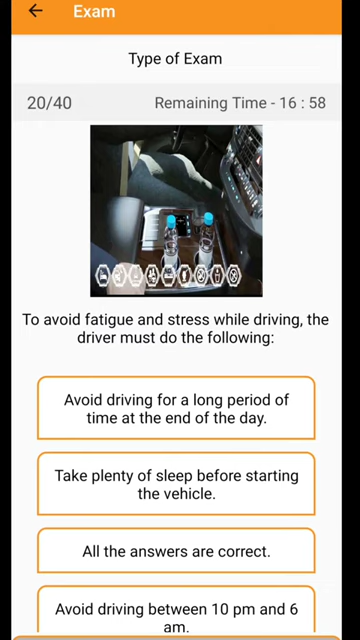 Exam
Type of Exam
20/40
Remaining Time - 16 : 58
To avoid fatigue and stress while driving, the
driver must do the following:
Avoid driving for a long period of
time at the end of the day.
Take plenty of sleep before starting
the vehicle.
All the answers are correct.
Avoid driving between 10 pm and 6
am.